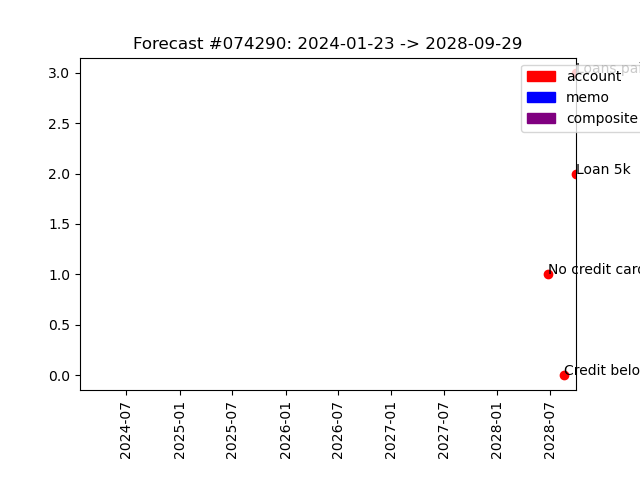 Forecast #074290: 2024-01-23 -> 2028-09-29
3.0
2.5
2.0
1.5
1.0
0.5
0.0
account
memo
composite
Loans pai
Loan 5k
No credit card
Credit belo
2024-07
2025-01
2025-07
2026-01
2026-07
2027-01
2027-07
2028-01
2028-07